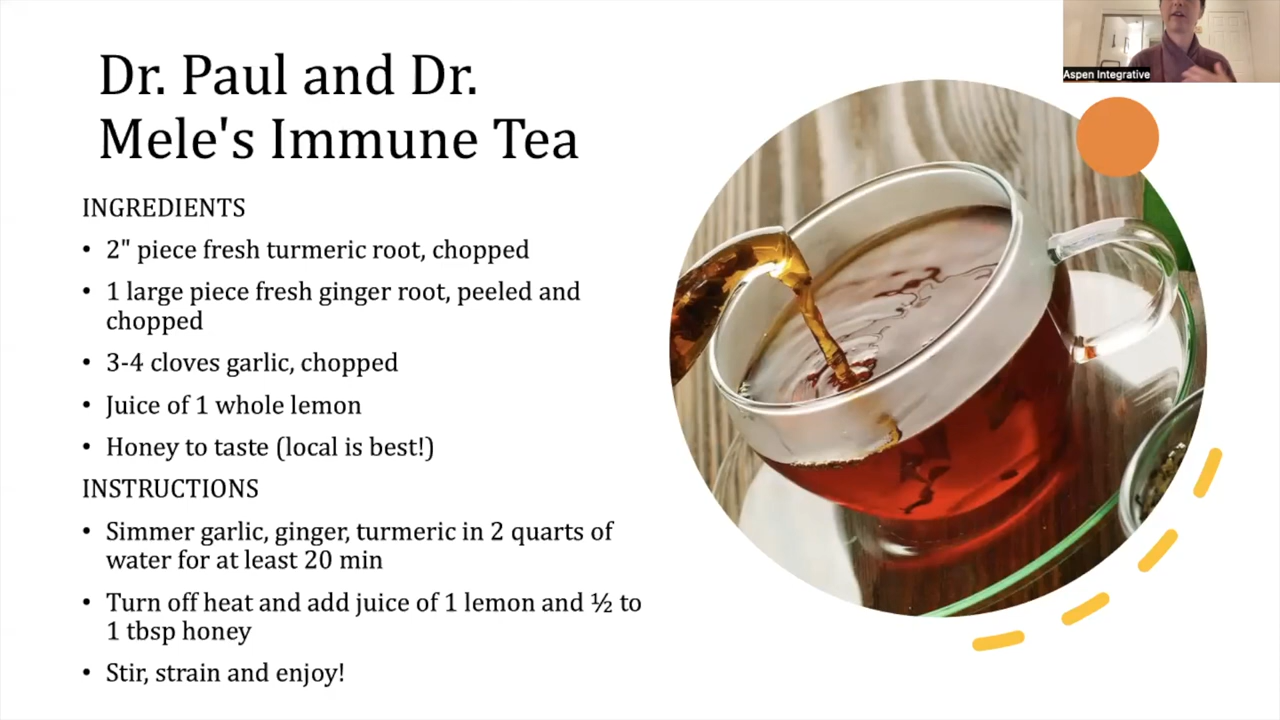 Dr. Paul and Dr.
Mele's Immune Tea
INGREDIENTS
• 2" piece fresh turmeric root, chopped
• 1 large piece fresh ginger root, peeled and
chopped
• 3-4 cloves garlic, chopped
• Juice of 1 whole lemon
• Honey to taste (local is best!)
INSTRUCTIONS
• Simmer garlic, ginger, turmeric in 2 quarts of
water for at least 20 min
• Turn off heat and add juice of 1 lemon and ½ to
1 tbsp honey
• Stir, strain and enjoy!
Aspen Integrative